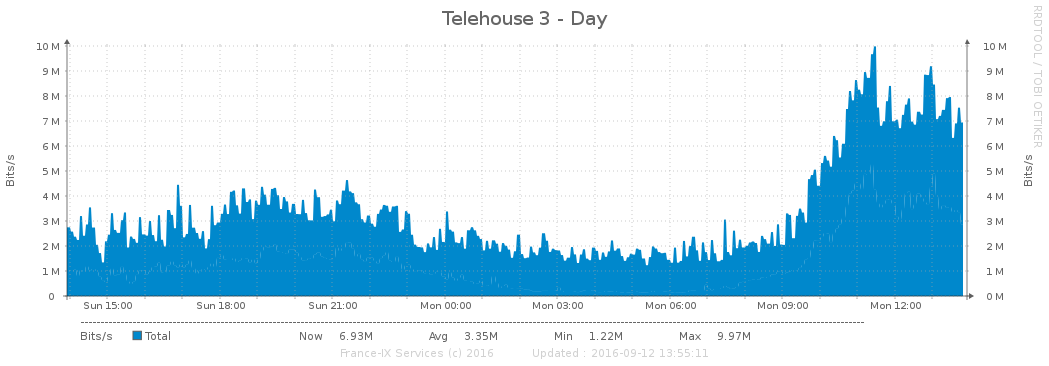 Telehouse 3 - Day
RRDTOOL / TOBI OETIKER
Bits/s
Bits/s
10 M 10 M
9 M 9 M
8 M 8 M
7 M 7 M
6 M 6 M
5 M 5 M
4 M 4 M
3 M 3 M
2 M 2 M
1 M 1 M
0 0 M
Sun 15:00 Sun 18:00 Sun 21:00 Mon 00:00 Mon 03:00 Mon 06:00 Mon 09:00 Mon 12:00
Bits/s Total Now 6.93M Avg 3.35M Min 1.22M Max 9.97M
France-IX Services (c) 2016 Updated : 2016-09-12 13:55:11